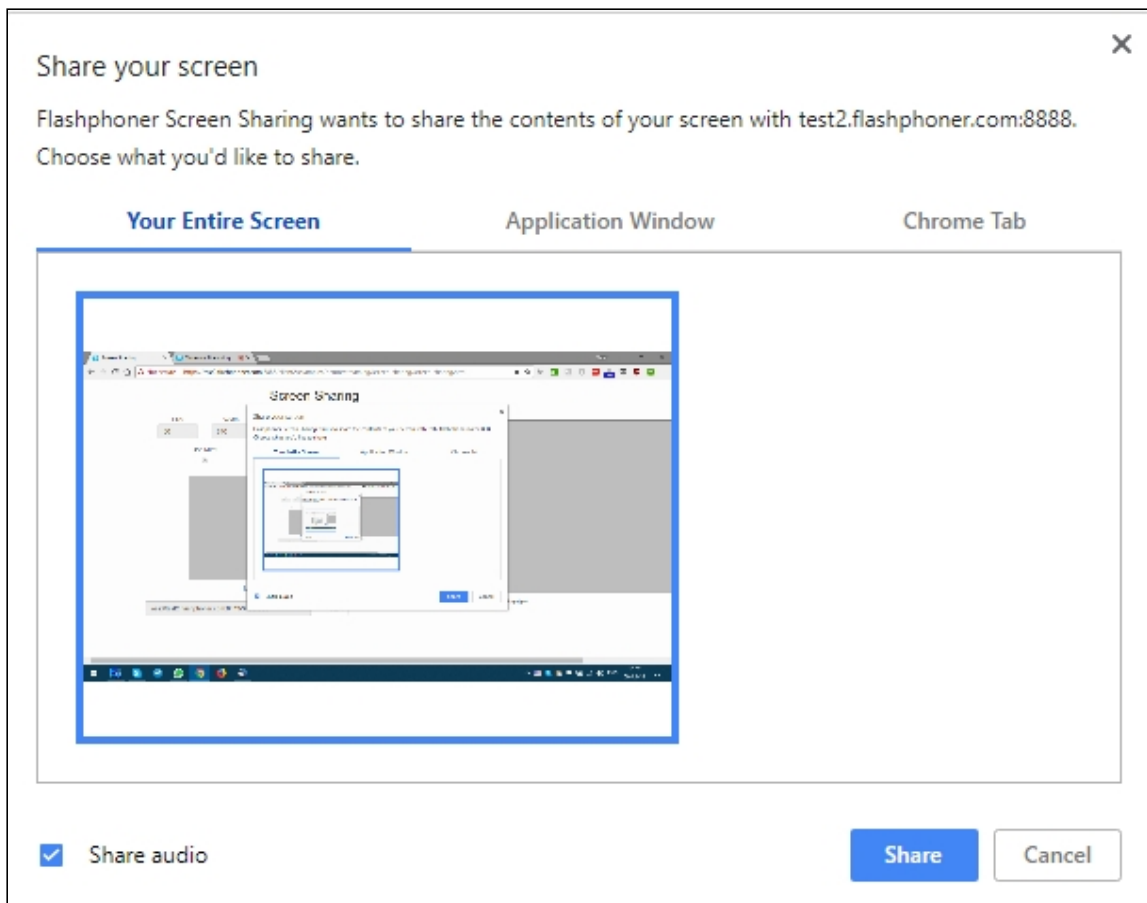 Share your screen
Flashphoner Screen Sharing wants to share the contents of your screen with test2.flashphoner.com:8888.
Choose what you'd like to share.
Your Entire Screen
Application Window
Chrome Tab
Screen Sharing
Share audio
Share
Cancel